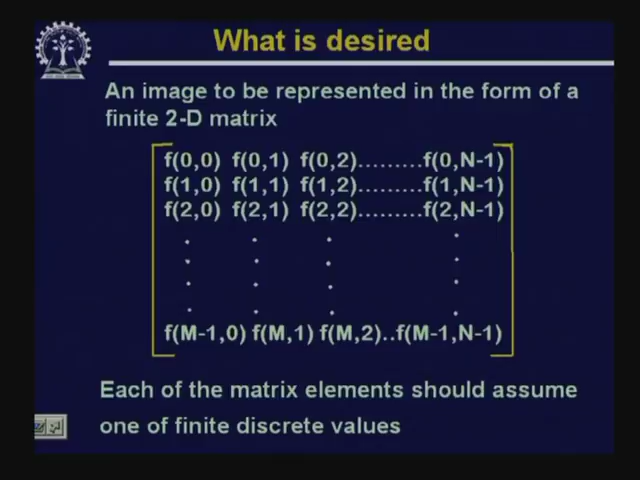 What is desired
An image to be represented in the form of a
finite 2-D matrix
f(0,0) f(0,1) f(0,2).........f(0,N-1)
f(1,0) f(1,1) f(1,2).........f(1,N-1)
f(2,0) f(2,1) f(2,2).........f(2,N-1)
. . . .
. . . .
. . . .
. . . .
f(M-1,0) f(M,1) f(M,2)..f(M-1,N-1)
Each of the matrix elements should assume
one of finite discrete values